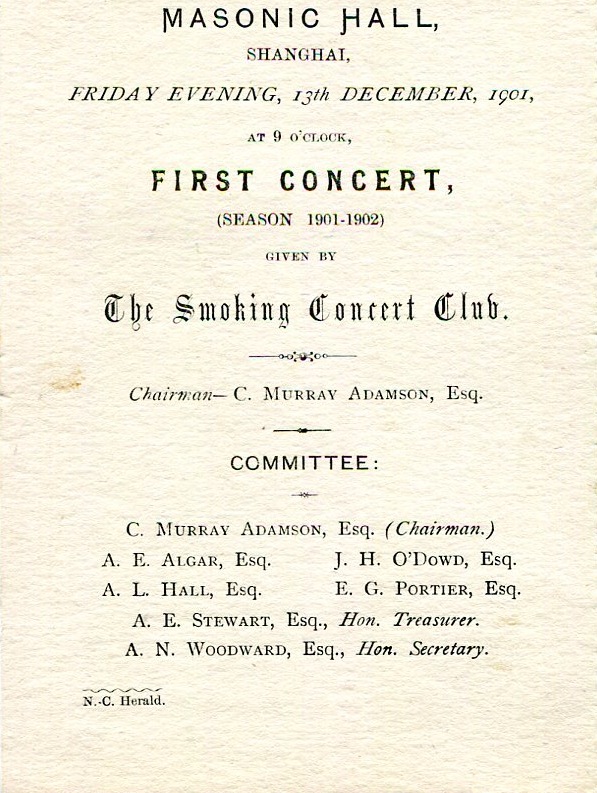 MASONIC HALL,
SHANGHAI,
FRIDAY EVENING, 13th DECEMBER, 1901,
AT 9 O'CLOCK,
FIRST CONCERT,
(SEASON 1901-1902)
GIVEN BY
The Smoking Concert Club.
Chairman— C. MURRAY ADAMSON, Esq.
COMMITTEE:
C. MURRAY ADAMSON, Esq. (Chairman.)
A. E. ALGAR, Esq. J. H. O'DOWD, Esq.
A. L. HALL, Esq. E. G. PORTIER, Esq.
A. E. STEWART, Esq., Hon. Treasurer.
A. N. WOODWARD, Esq., Hon. Secretary.
N.-C. Herald.